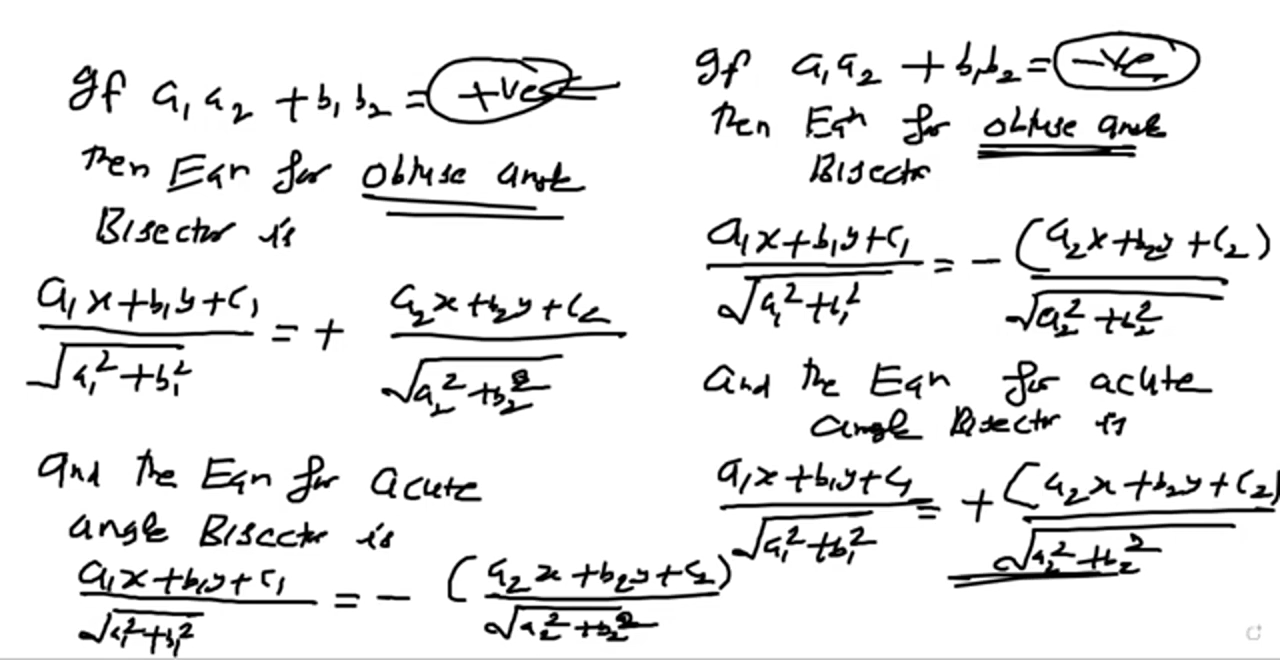 If a₁a₂ + b₁b₂ = +ve
then Eqn for obtuse angle
Bisector is
(a₁x+b₁y+c₁)/√(a₁²+b₁²) = + (a₂x+b₂y+c₂)/√(a₂²+b₂²)
and the Eqn for acute
angle Bisector is
(a₁x+b₁y+c₁)/√(a₁²+b₁²) = - (a₂x+b₂y+c₂)/√(a₂²+b₂²)
If a₁a₂ + b₁b₂ = -ve
then Eqn for obtuse angle
Bisector
(a₁x+b₁y+c₁)/√(a₁²+b₁²) = - (a₂x+b₂y+c₂)/√(a₂²+b₂²)
and the Eqn for acute
angle Bisector is
(a₁x+b₁y+c₁)/√(a₁²+b₁²) = + (a₂x+b₂y+c₂)/√(a₂²+b₂²)